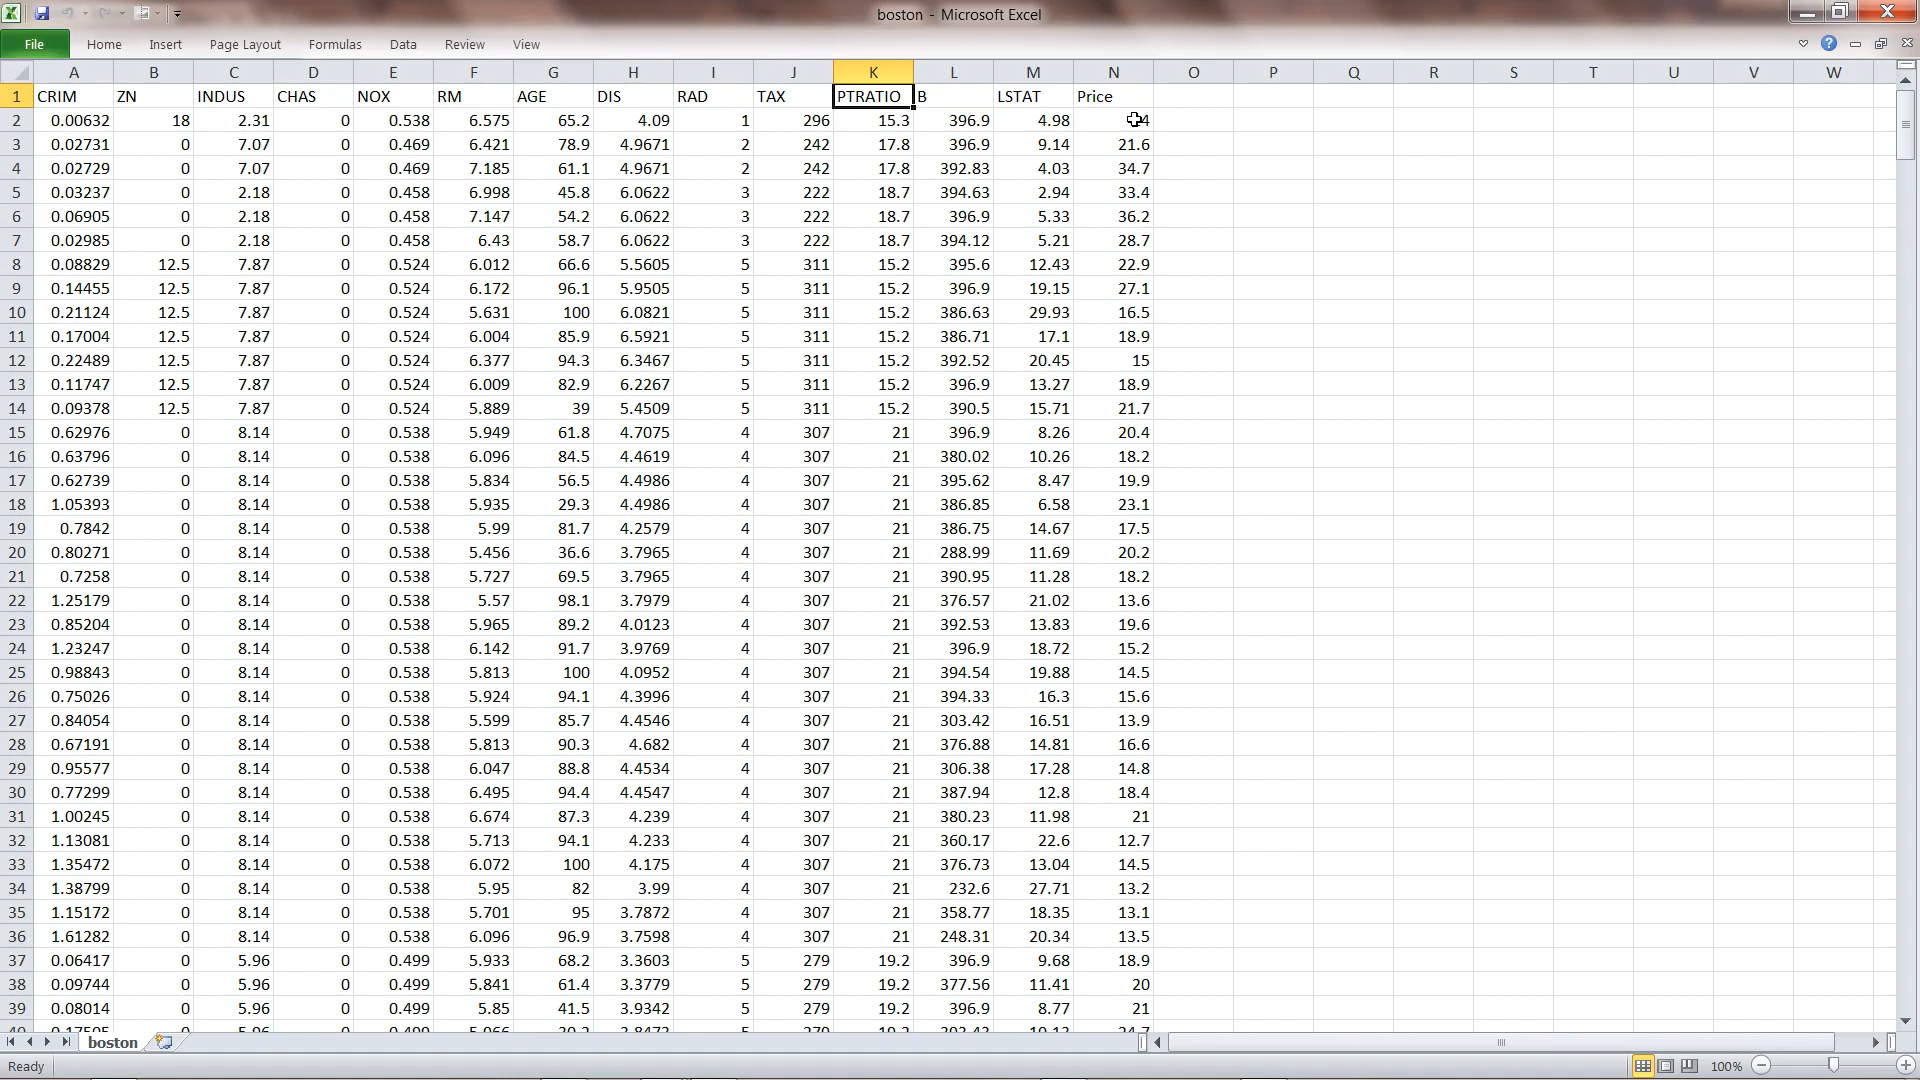 boston - Microsoft Excel
File Home Insert Page Layout Formulas Data Review View
A B C D E F G H I J K L M N O P Q R S T U V W
1 CRIM ZN INDUS CHAS NOX RM AGE DIS RAD TAX PTRATIO B LSTAT Price
2 0.00632 18 2.31 0 0.538 6.575 65.2 4.09 1 296 15.3 396.9 4.98 4
3 0.02731 0 7.07 0 0.469 6.421 78.9 4.9671 2 242 17.8 396.9 9.14 21.6
4 0.02729 0 7.07 0 0.469 7.185 61.1 4.9671 2 242 17.8 392.83 4.03 34.7
5 0.03237 0 2.18 0 0.458 6.998 45.8 6.0622 3 222 18.7 394.63 2.94 33.4
6 0.06905 0 2.18 0 0.458 7.147 54.2 6.0622 3 222 18.7 396.9 5.33 36.2
7 0.02985 0 2.18 0 0.458 6.43 58.7 6.0622 3 222 18.7 394.12 5.21 28.7
8 0.08829 12.5 7.87 0 0.524 6.012 66.6 5.5605 5 311 15.2 395.6 12.43 22.9
9 0.14455 12.5 7.87 0 0.524 6.172 96.1 5.9505 5 311 15.2 396.9 19.15 27.1
10 0.21124 12.5 7.87 0 0.524 5.631 100 6.0821 5 311 15.2 386.63 29.93 16.5
11 0.17004 12.5 7.87 0 0.524 6.004 85.9 6.5921 5 311 15.2 386.71 17.1 18.9
12 0.22489 12.5 7.87 0 0.524 6.377 94.3 6.3467 5 311 15.2 392.52 20.45 15
13 0.11747 12.5 7.87 0 0.524 6.009 82.9 6.2267 5 311 15.2 396.9 13.27 18.9
14 0.09378 12.5 7.87 0 0.524 5.889 39 5.4509 5 311 15.2 390.5 15.71 21.7
15 0.62976 0 8.14 0 0.538 5.949 61.8 4.7075 4 307 21 396.9 8.26 20.4
16 0.63796 0 8.14 0 0.538 6.096 84.5 4.4619 4 307 21 380.02 10.26 18.2
17 0.62739 0 8.14 0 0.538 5.834 56.5 4.4986 4 307 21 395.62 8.47 19.9
18 1.05393 0 8.14 0 0.538 5.935 29.3 4.4986 4 307 21 386.85 6.58 23.1
19 0.7842 0 8.14 0 0.538 5.99 81.7 4.2579 4 307 21 386.75 14.67 17.5
20 0.80271 0 8.14 0 0.538 5.456 36.6 3.7965 4 307 21 288.99 11.69 20.2
21 0.7258 0 8.14 0 0.538 5.727 69.5 3.7965 4 307 21 390.95 11.28 18.2
22 1.25179 0 8.14 0 0.538 5.57 98.1 3.7979 4 307 21 376.57 21.02 13.6
23 0.85204 0 8.14 0 0.538 5.965 89.2 4.0123 4 307 21 392.53 13.83 19.6
24 1.23247 0 8.14 0 0.538 6.142 91.7 3.9769 4 307 21 396.9 18.72 15.2
25 0.98843 0 8.14 0 0.538 5.813 100 4.0952 4 307 21 394.54 19.88 14.5
26 0.75026 0 8.14 0 0.538 5.924 94.1 4.3996 4 307 21 394.33 16.3 15.6
27 0.84054 0 8.14 0 0.538 5.599 85.7 4.4546 4 307 21 303.42 16.51 13.9
28 0.67191 0 8.14 0 0.538 5.813 90.3 4.682 4 307 21 376.88 14.81 16.6
29 0.95577 0 8.14 0 0.538 6.047 88.8 4.4534 4 307 21 306.38 17.28 14.8
30 0.77299 0 8.14 0 0.538 6.495 94.4 4.4547 4 307 21 387.94 12.8 18.4
31 1.00245 0 8.14 0 0.538 6.674 87.3 4.239 4 307 21 380.23 11.98 21
32 1.13081 0 8.14 0 0.538 5.713 94.1 4.233 4 307 21 360.17 22.6 12.7
33 1.35472 0 8.14 0 0.538 6.072 100 4.175 4 307 21 376.73 13.04 14.5
34 1.38799 0 8.14 0 0.538 5.95 82 3.99 4 307 21 232.6 27.71 13.2
35 1.15172 0 8.14 0 0.538 5.701 95 3.7872 4 307 21 358.77 18.35 13.1
36 1.61282 0 8.14 0 0.538 6.096 96.9 3.7598 4 307 21 248.31 20.34 13.5
37 0.06417 0 5.96 0 0.499 5.933 68.2 3.3603 5 279 19.2 396.9 9.68 18.9
38 0.09744 0 5.96 0 0.499 5.841 61.4 3.3779 5 279 19.2 377.56 11.41 20
39 0.08014 0 5.96 0 0.499 5.85 41.5 3.9342 5 279 19.2 396.9 8.77 21
boston
Ready 100%